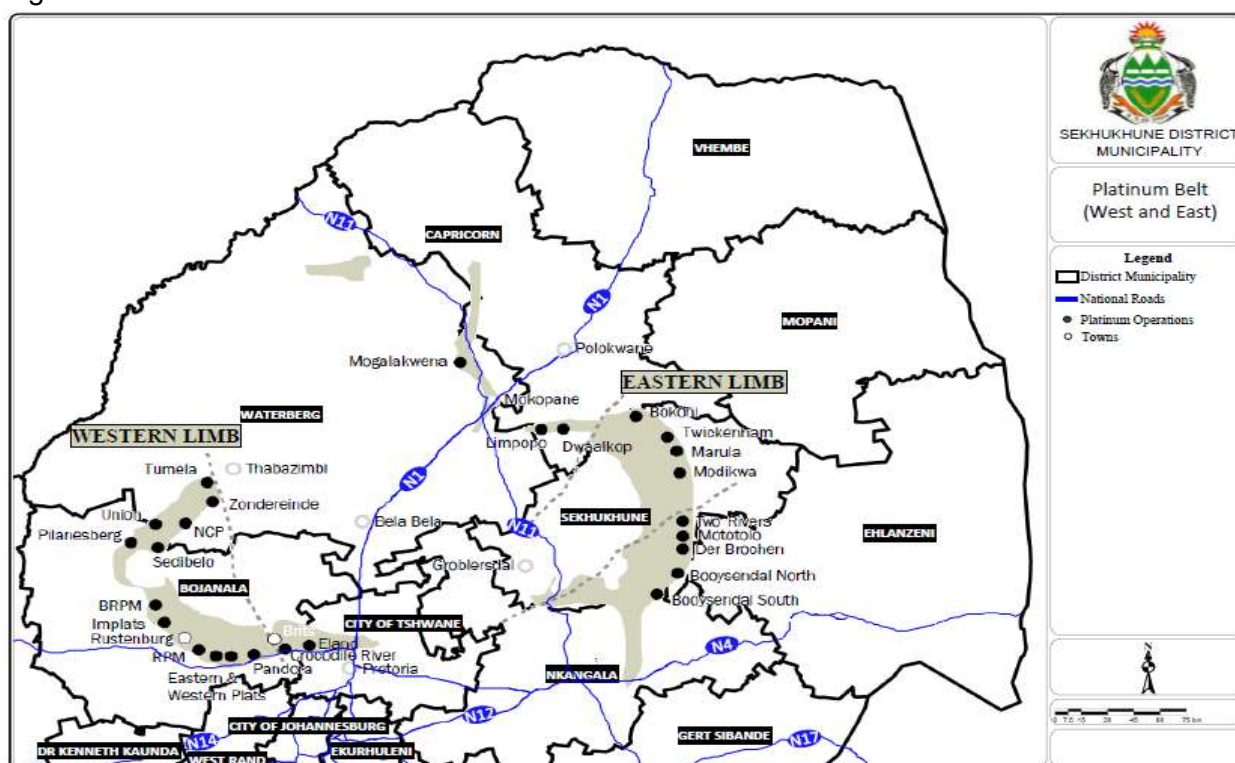 SEKHUKHUNE DISTRICT
MUNICIPALITY
Platinum Belt
(West and East)
Legend
District Municipality
National Roads
Platinum Operations
Towns
N
VHEMBE
N11
CAPRICORN
N1
MOPANI
Polokwane
Mogalakwena
EASTERN LIMB
Mokopane
WATERBERG
Bokoni
WESTERN LIMB
Limpopo
Dwaalkop
Twickenham
Marula
Tumela
Thabazimbi
Modikwa
N1
Zondereinde
Union
NCP
Bela Bela
N11
SEKHUKHUNE
Two Rivers
Mototolo
Der Brochen
EHLANZENI
Pilanesberg
Sedibelo
Groblersdal
Booysendal North
BOJANALA
Booysendal South
BRPM
Implats
Rustenburg
CITY OF TSHWANE
Brits
Eland
RPM
Crocodile River
Pandora
Pretoria
Eastern &
Western Plats
N4
NKANGALA
N12
CITY OF JOHANNESBURG
GERT SIBANDE
N14
DR KENNETH KAUNDA
WEST RAND
EKURHULENI
N17